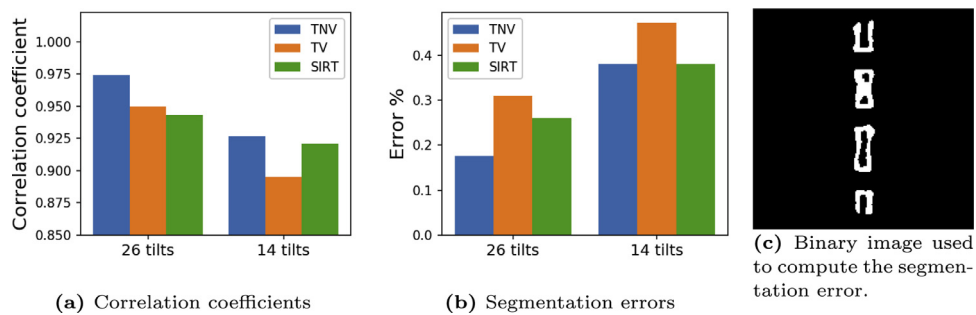 Correlation coefficient
1.000
0.975
0.950
0.925
0.900
0.875
0.850
TNV
TV
SIRT
26 tilts
14 tilts
(a) Correlation coefficients
Error %
0.4
0.3
0.2
0.1
0.0
TNV
TV
SIRT
26 tilts
14 tilts
(b) Segmentation errors
(c) Binary image used
to compute the segmen-
tation error.